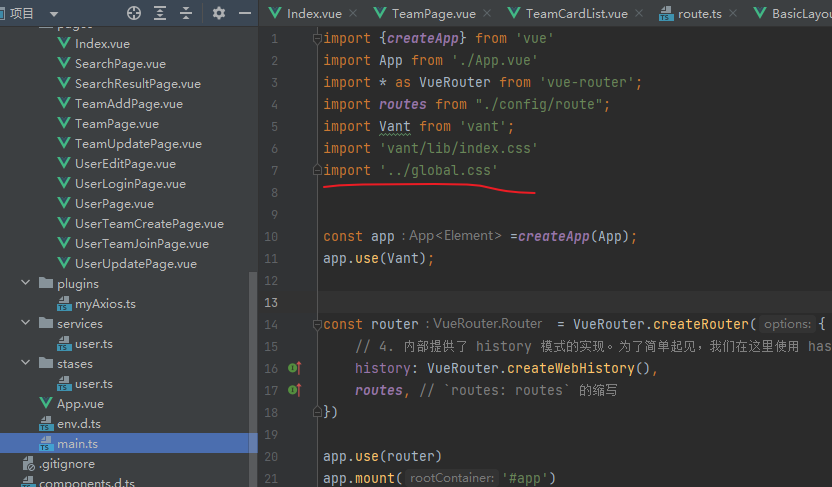 项目
Index.vue
TeamPage.vue
TeamCardList.vue
route.ts
BasicLayou
Index.vue
SearchPage.vue
SearchResultPage.vue
TeamAddPage.vue
TeamPage.vue
TeamUpdatePage.vue
UserEditPage.vue
UserLoginPage.vue
UserPage.vue
UserTeamCreatePage.vue
UserTeamJoinPage.vue
UserUpdatePage.vue
plugins
TS myAxios.ts
services
TS user.ts
stases
TS user.ts
App.vue
TS env.d.ts
TS main.ts
.gitignore
components.d.ts
1 import {createApp} from 'vue'
2 import App from './App.vue'
3 import * as VueRouter from 'vue-router';
4 import routes from "./config/route";
5 import Vant from 'vant';
6 import 'vant/lib/index.css'
7 import '../global.css'
8
9
10 const app : App<Element> =createApp(App);
11 app.use(Vant);
12
13
14 const router : VueRouter.Router = VueRouter.createRouter( options: {
15 // 4. 内部提供了 history 模式的实现。为了简单起见，我们在这里使用 has
16 history: VueRouter.createWebHistory(),
17 routes, // `routes: routes` 的缩写
18 })
19
20 app.use(router)
21 app.mount( rootContainer: '#app')